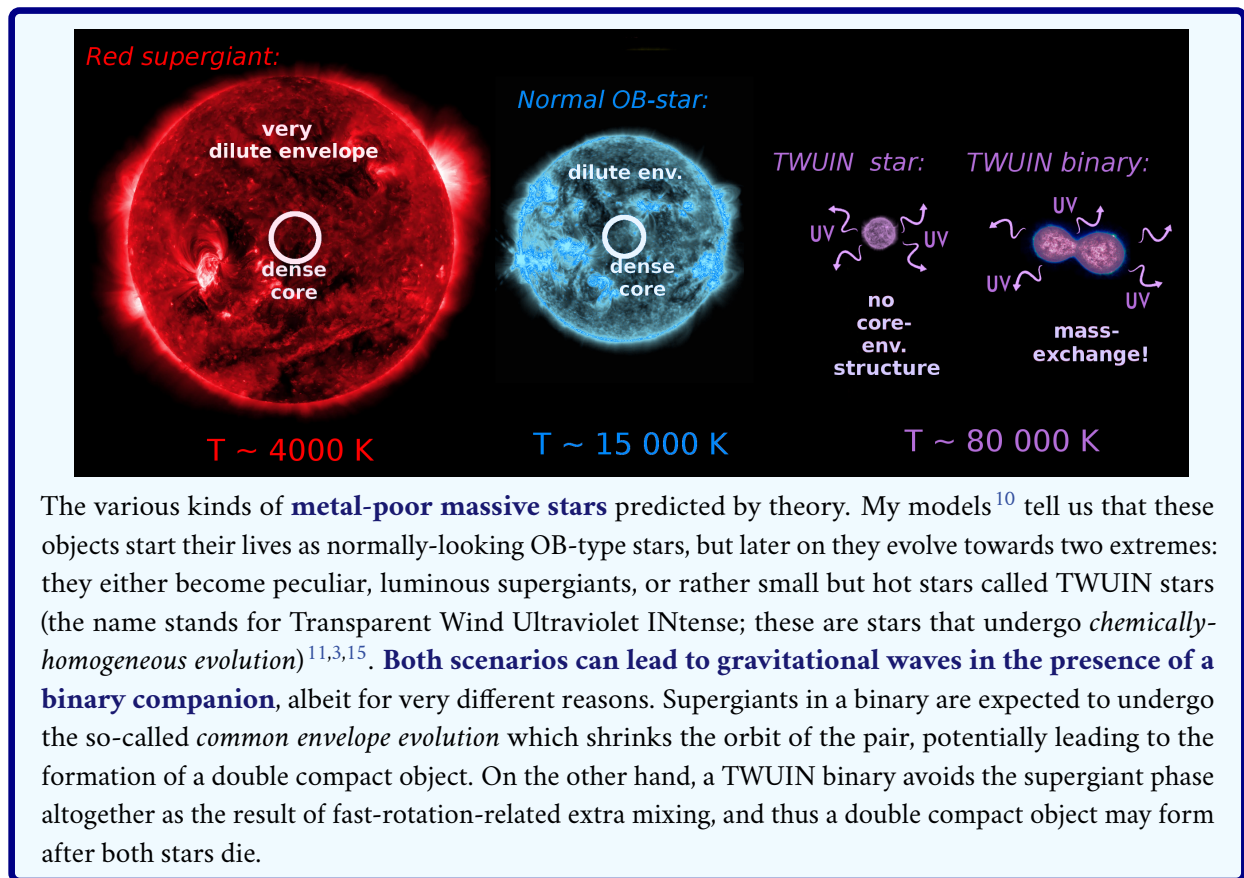 Red supergiant:
very
dilute envelope
dense
core
T ~ 4000 K
Normal OB-star:
dilute env.
dense
core
T ~ 15 000 K
TWUIN star:
UV
UV
no
core-
env.
structure
TWUIN binary:
UV
UV
UV
mass-
exchange!
T ~ 80 000 K
The various kinds of metal-poor massive stars predicted by theory. My models10 tell us that these
objects start their lives as normally-looking OB-type stars, but later on they evolve towards two extremes:
they either become peculiar, luminous supergiants, or rather small but hot stars called TWUIN stars
(the name stands for Transparent Wind Ultraviolet INtense; these are stars that undergo chemically-
homogeneous evolution)11,3,15. Both scenarios can lead to gravitational waves in the presence of a
binary companion, albeit for very different reasons. Supergiants in a binary are expected to undergo
the so-called common envelope evolution which shrinks the orbit of the pair, potentially leading to the
formation of a double compact object. On the other hand, a TWUIN binary avoids the supergiant phase
altogether as the result of fast-rotation-related extra mixing, and thus a double compact object may form
after both stars die.